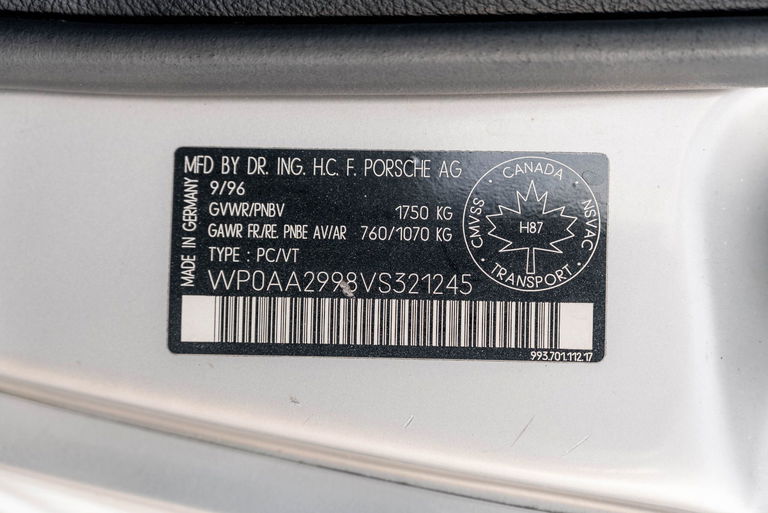 MFD BY DR. ING. H.C. F. PORSCHE AG
MADE IN GERMANY
9/96
GVWR/PNBV 1750 KG
GAWR FR/RE. PNBE AV/AR 760/1070 KG
TYPE : PC/VT
WP0AA2998VS321245
993.701.112.17
· CANADA ·
CMVSS
NSVAC
H87
· TRANSPORT ·